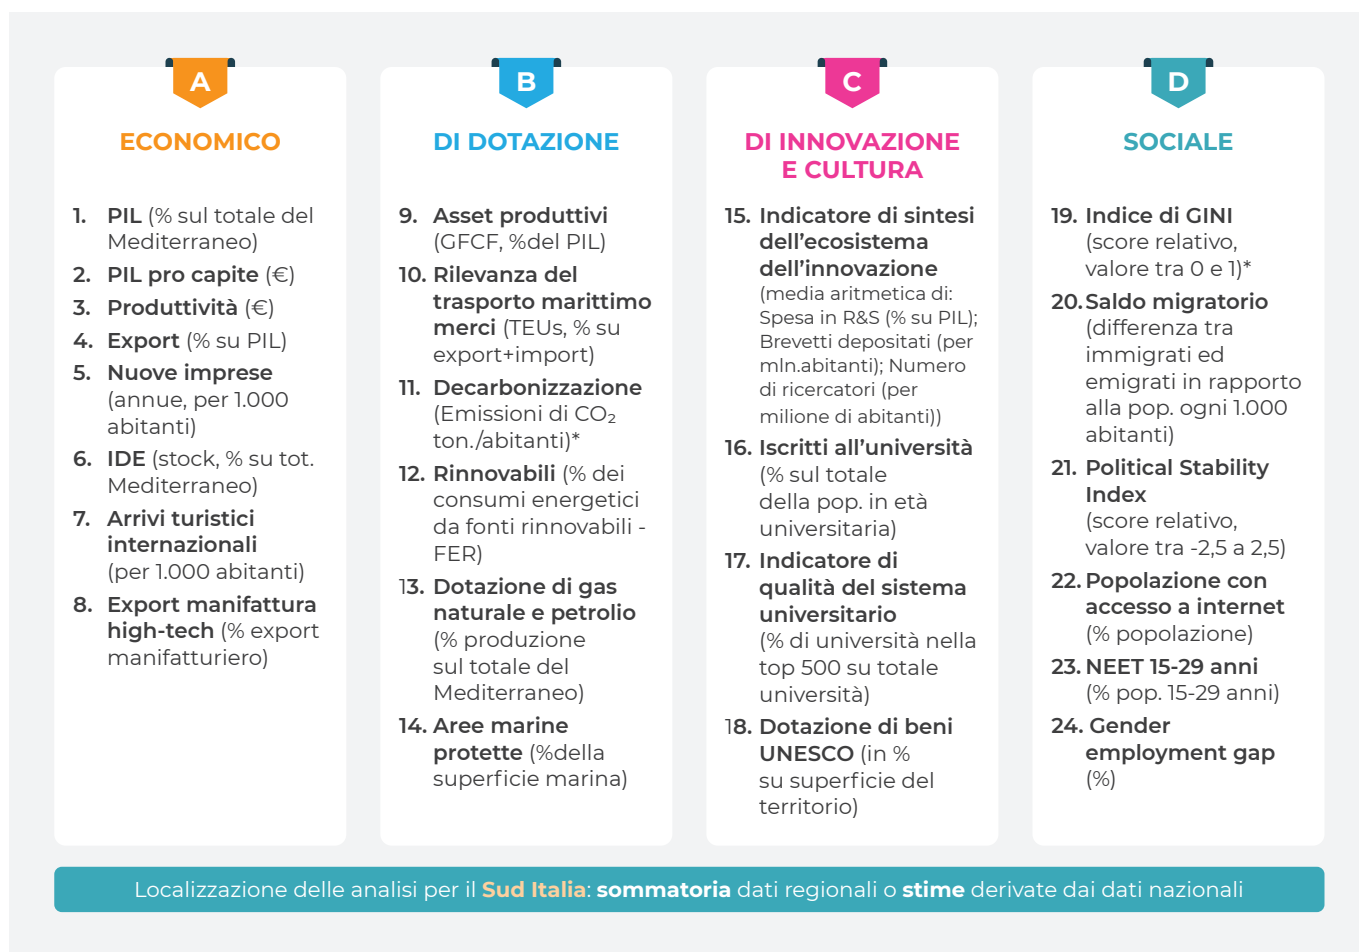 A
ECONOMICO
1. PIL (% sul totale del
Mediterraneo)
2. PIL pro capite (€)
3. Produttività (€)
4. Export (% su PIL)
5. Nuove imprese
(annue, per 1.000
abitanti)
6. IDE (stock, % su tot.
Mediterraneo)
7. Arrivi turistici
internazionali
(per 1.000 abitanti)
8. Export manifattura
high-tech (% export
manifatturiero)
B
DI DOTAZIONE
9. Asset produttivi
(GFCF, %del PIL)
10. Rilevanza del
trasporto marittimo
merci (TEUs, % su
export+import)
11. Decarbonizzazione
(Emissioni di CO₂
ton./abitanti)*
12. Rinnovabili (% dei
consumi energetici
da fonti rinnovabili -
FER)
13. Dotazione di gas
naturale e petrolio
(% produzione
sul totale del
Mediterraneo)
14. Aree marine
protette (%della
superficie marina)
C
DI INNOVAZIONE
E CULTURA
15. Indicatore di sintesi
dell'ecosistema
dell'innovazione
(media aritmetica di:
Spesa in R&S (% su PIL);
Brevetti depositati (per
mln.abitanti); Numero
di ricercatori (per
milione di abitanti))
16. Iscritti all'università
(% sul totale
della pop. in età
universitaria)
17. Indicatore di
qualità del sistema
universitario
(% di università nella
top 500 su totale
università)
18. Dotazione di beni
UNESCO (in %
su superficie del
territorio)
D
SOCIALE
19. Indice di GINI
(score relativo,
valore tra 0 e 1)*
20. Saldo migratorio
(differenza tra
immigrati ed
emigrati in rapporto
alla pop. ogni 1.000
abitanti)
21. Political Stability
Index
(score relativo,
valore tra -2,5 a 2,5)
22. Popolazione con
accesso a internet
(% popolazione)
23. NEET 15-29 anni
(% pop. 15-29 anni)
24. Gender
employment gap
(%)
Localizzazione delle analisi per il Sud Italia: sommatoria dati regionali o stime derivate dai dati nazionali